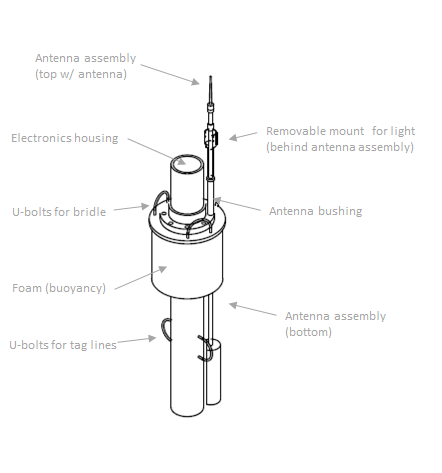 Antenna assembly
(top w/ antenna)
Electronics housing
Removable mount for light
(behind antenna assembly)
U-bolts for bridle
Antenna bushing
Foam (buoyancy)
Antenna assembly
(bottom)
U-bolts for tag lines